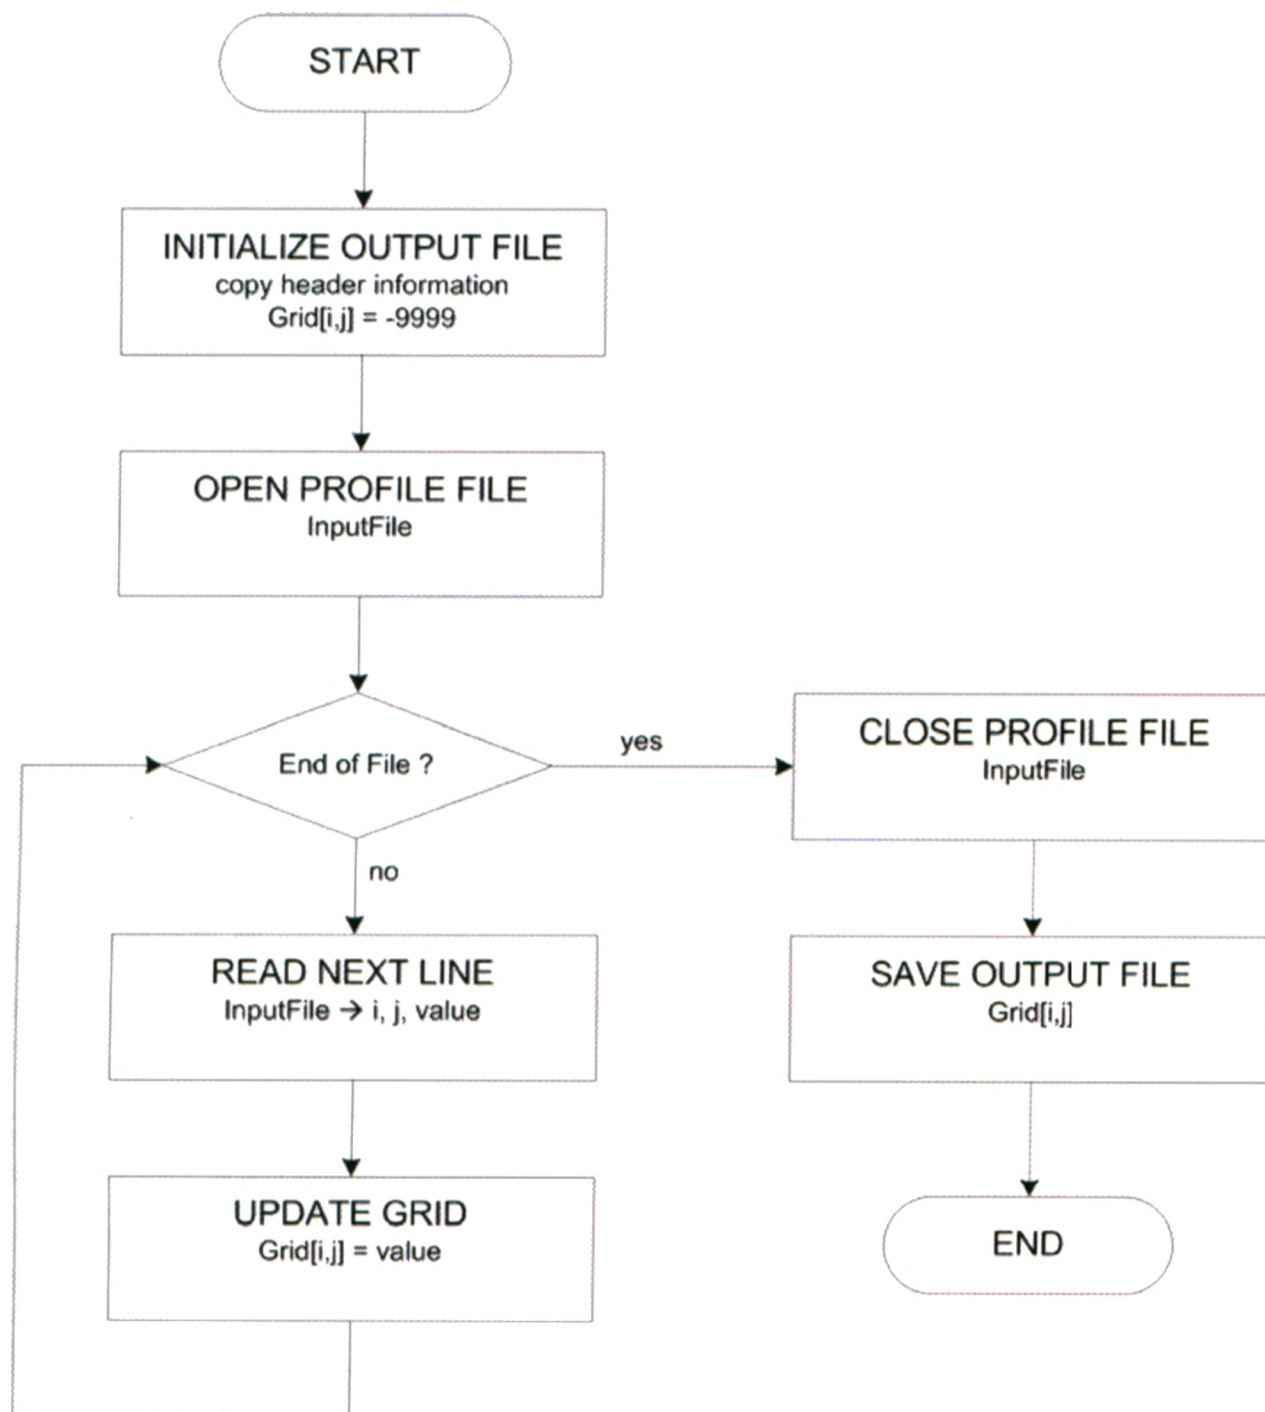 START
INITIALIZE OUTPUT FILE
copy header information
Grid[i,j] = -9999
OPEN PROFILE FILE
InputFile
End of File ?
yes
no
READ NEXT LINE
InputFile → i, j, value
UPDATE GRID
Grid[i,j] = value
CLOSE PROFILE FILE
InputFile
SAVE OUTPUT FILE
Grid[i,j]
END